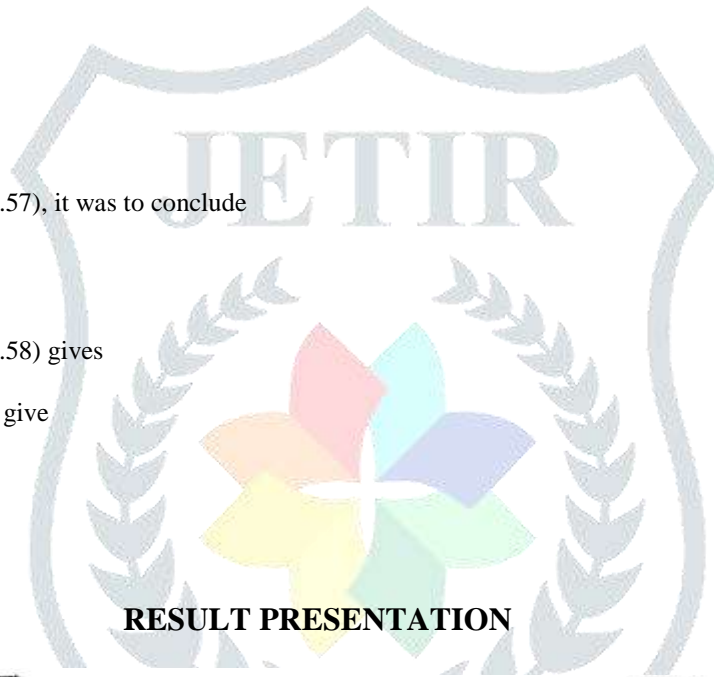 JETIR
.57), it was to conclude
.58) gives
give
RESULT PRESENTATION